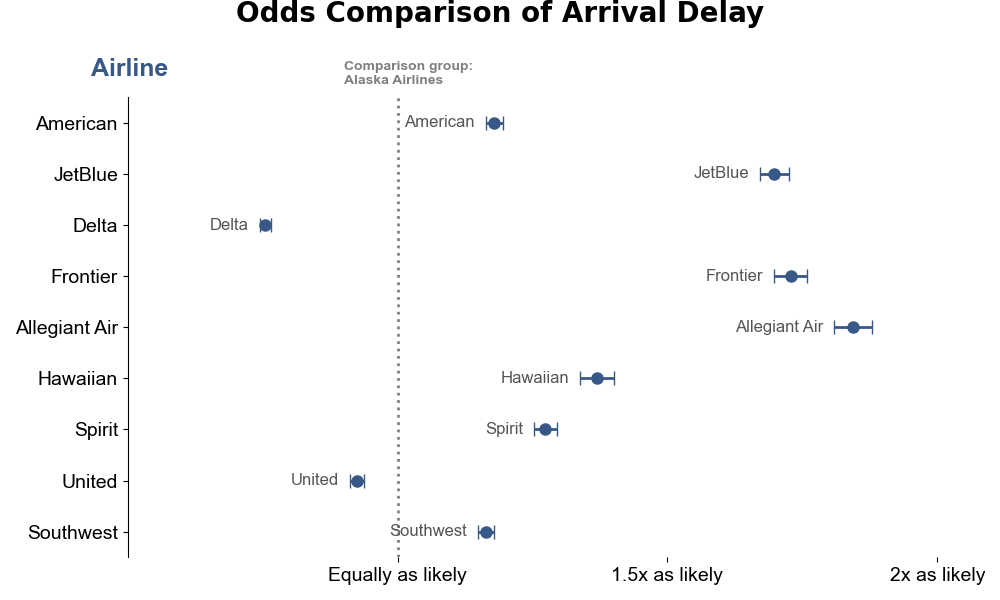 Odds Comparison of Arrival Delay
Airline
Comparison group:
Alaska Airlines
American
American
JetBlue
JetBlue
Delta
Delta
Frontier
Frontier
Allegiant Air
Allegiant Air
Hawaiian
Hawaiian
Spirit
Spirit
United
United
Southwest
Southwest
Equally as likely
1.5x as likely
2x as likely